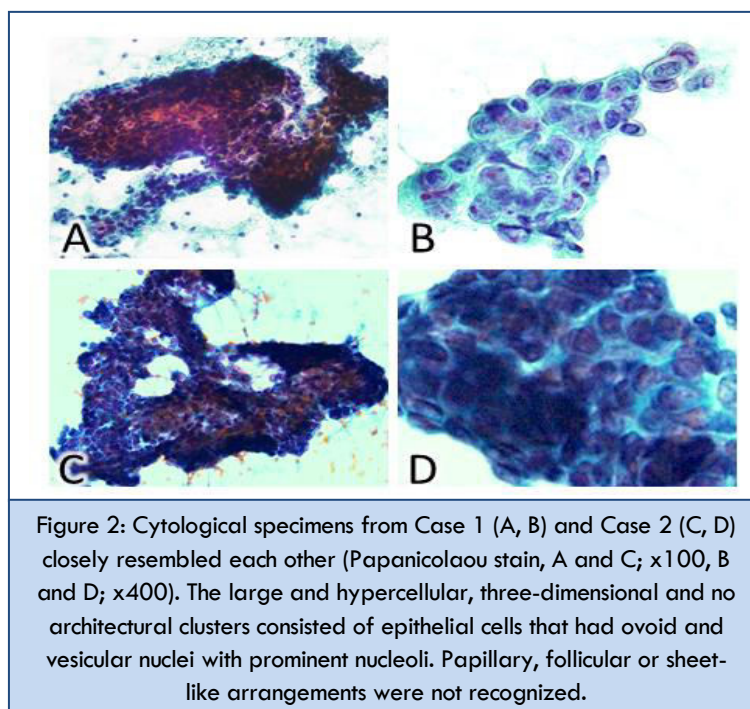 A
B
C
D
Figure 2: Cytological specimens from Case 1 (A, B) and Case 2 (C, D)
closely resembled each other (Papanicolaou stain, A and C; x100, B
and D; x400). The large and hypercellular, three-dimensional and no
architectural clusters consisted of epithelial cells that had ovoid and
vesicular nuclei with prominent nucleoli. Papillary, follicular or sheet-
like arrangements were not recognized.